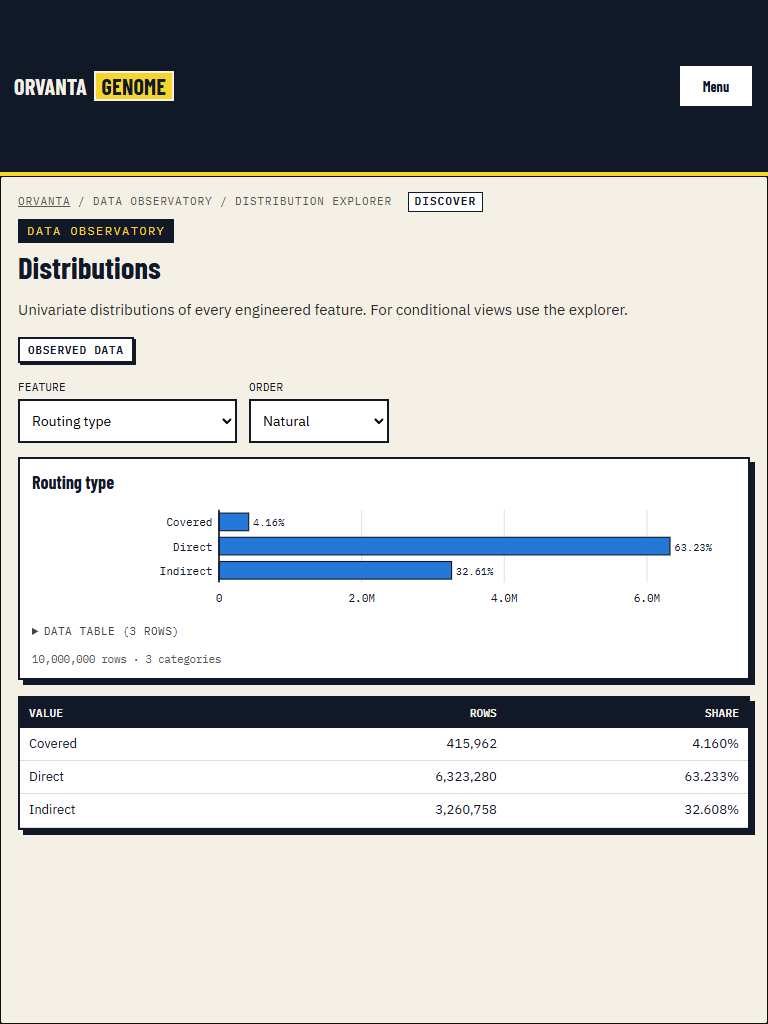 ORVANTA GENOME
Menu
ORVANTA / DATA OBSERVATORY / DISTRIBUTION EXPLORER DISCOVER
DATA OBSERVATORY
Distributions
Univariate distributions of every engineered feature. For conditional views use the explorer.
OBSERVED DATA
FEATURE ORDER
Routing type Natural
Routing type
Covered 4.16%
Direct 63.23%
Indirect 32.61%
0 2.0M 4.0M 6.0M
DATA TABLE (3 ROWS)
10,000,000 rows · 3 categories
VALUE ROWS SHARE
Covered 415,962 4.160%
Direct 6,323,280 63.233%
Indirect 3,260,758 32.608%